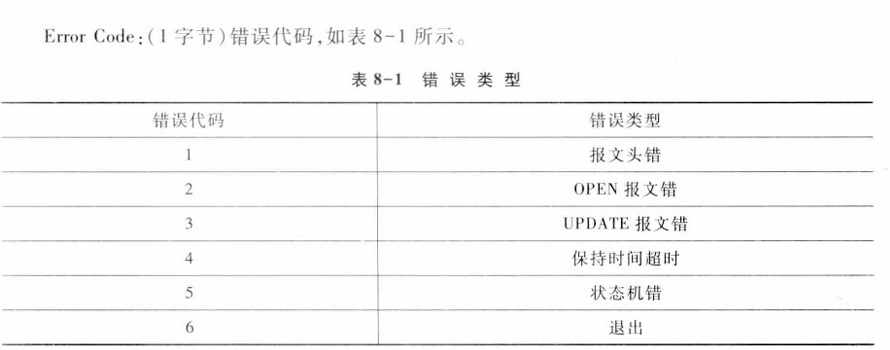 Error Code:(1 字节)错误代码,如表 8-1 所示。
表 8-1 错 误 类 型
错误代码 错误类型
1 报文头错
2 OPEN 报文错
3 UPDATE 报文错
4 保持时间超时
5 状态机错
6 退出